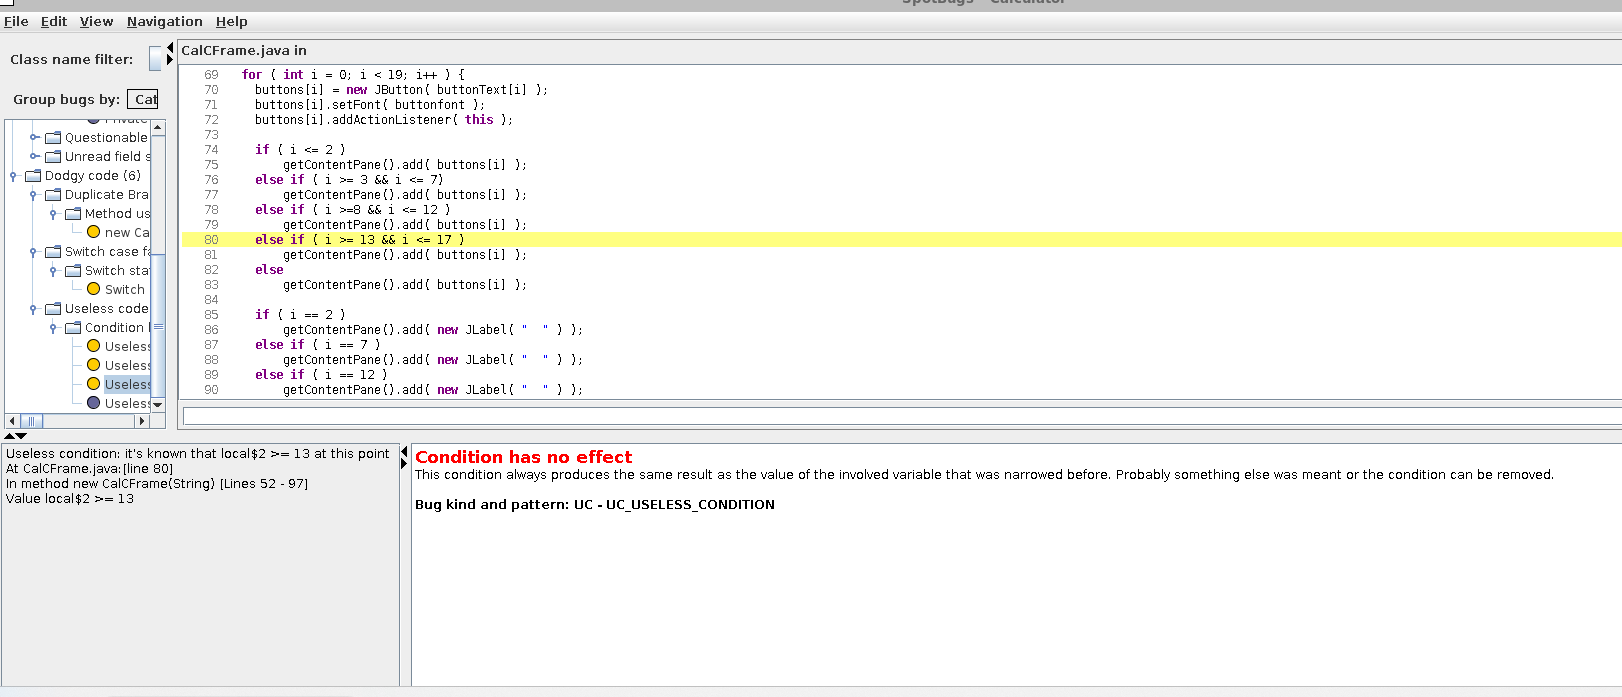 SpotBugs - Calculator
File Edit View Navigation Help
Class name filter:
Group bugs by: Cat
Private
Questionable
Unread field s
Dodgy code (6)
Duplicate Bra
Method us
new Ca
Switch case fa
Switch sta
Switch
Useless code
Condition
Useless
Useless
Useless
Useless
CalCFrame.java in
69 for ( int i = 0; i < 19; i++ ) {
70 buttons[i] = new JButton( buttonText[i] );
71 buttons[i].setFont( buttonfont );
72 buttons[i].addActionListener( this );
73
74 if ( i <= 2 )
75 getContentPane().add( buttons[i] );
76 else if ( i >= 3 && i <= 7)
77 getContentPane().add( buttons[i] );
78 else if ( i >=8 && i <= 12 )
79 getContentPane().add( buttons[i] );
80 else if ( i >= 13 && i <= 17 )
81 getContentPane().add( buttons[i] );
82 else
83 getContentPane().add( buttons[i] );
84
85 if ( i == 2 )
86 getContentPane().add( new JLabel( "  " ) );
87 else if ( i == 7 )
88 getContentPane().add( new JLabel( "  " ) );
89 else if ( i == 12 )
90 getContentPane().add( new JLabel( "  " ) );
Useless condition: it's known that local$2 >= 13 at this point
At CalCFrame.java:[line 80]
In method new CalCFrame(String) [Lines 52 - 97]
Value local$2 >= 13
Condition has no effect
This condition always produces the same result as the value of the involved variable that was narrowed before. Probably something else was meant or the condition can be removed.
Bug kind and pattern: UC - UC_USELESS_CONDITION